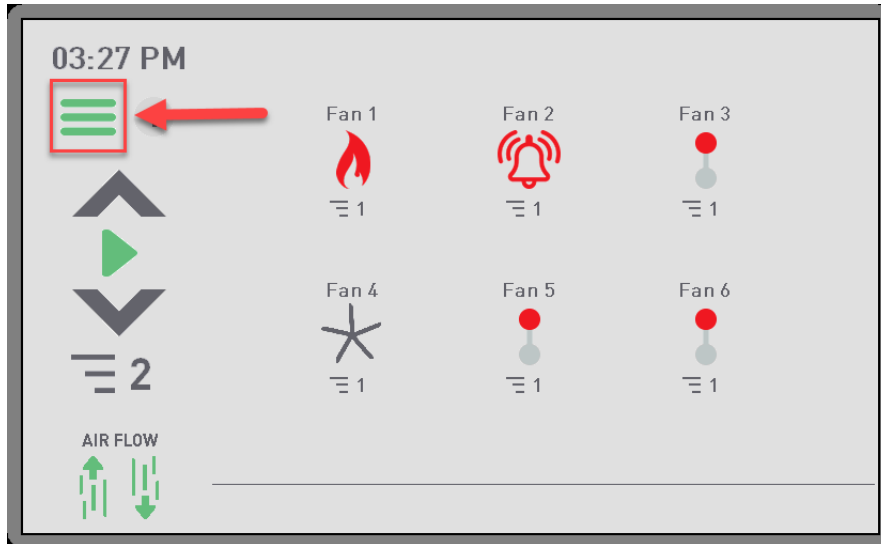 03:27 PM
Fan 1
Fan 2
Fan 3
1
1
1
Fan 4
Fan 5
Fan 6
1
1
1
2
AIR FLOW